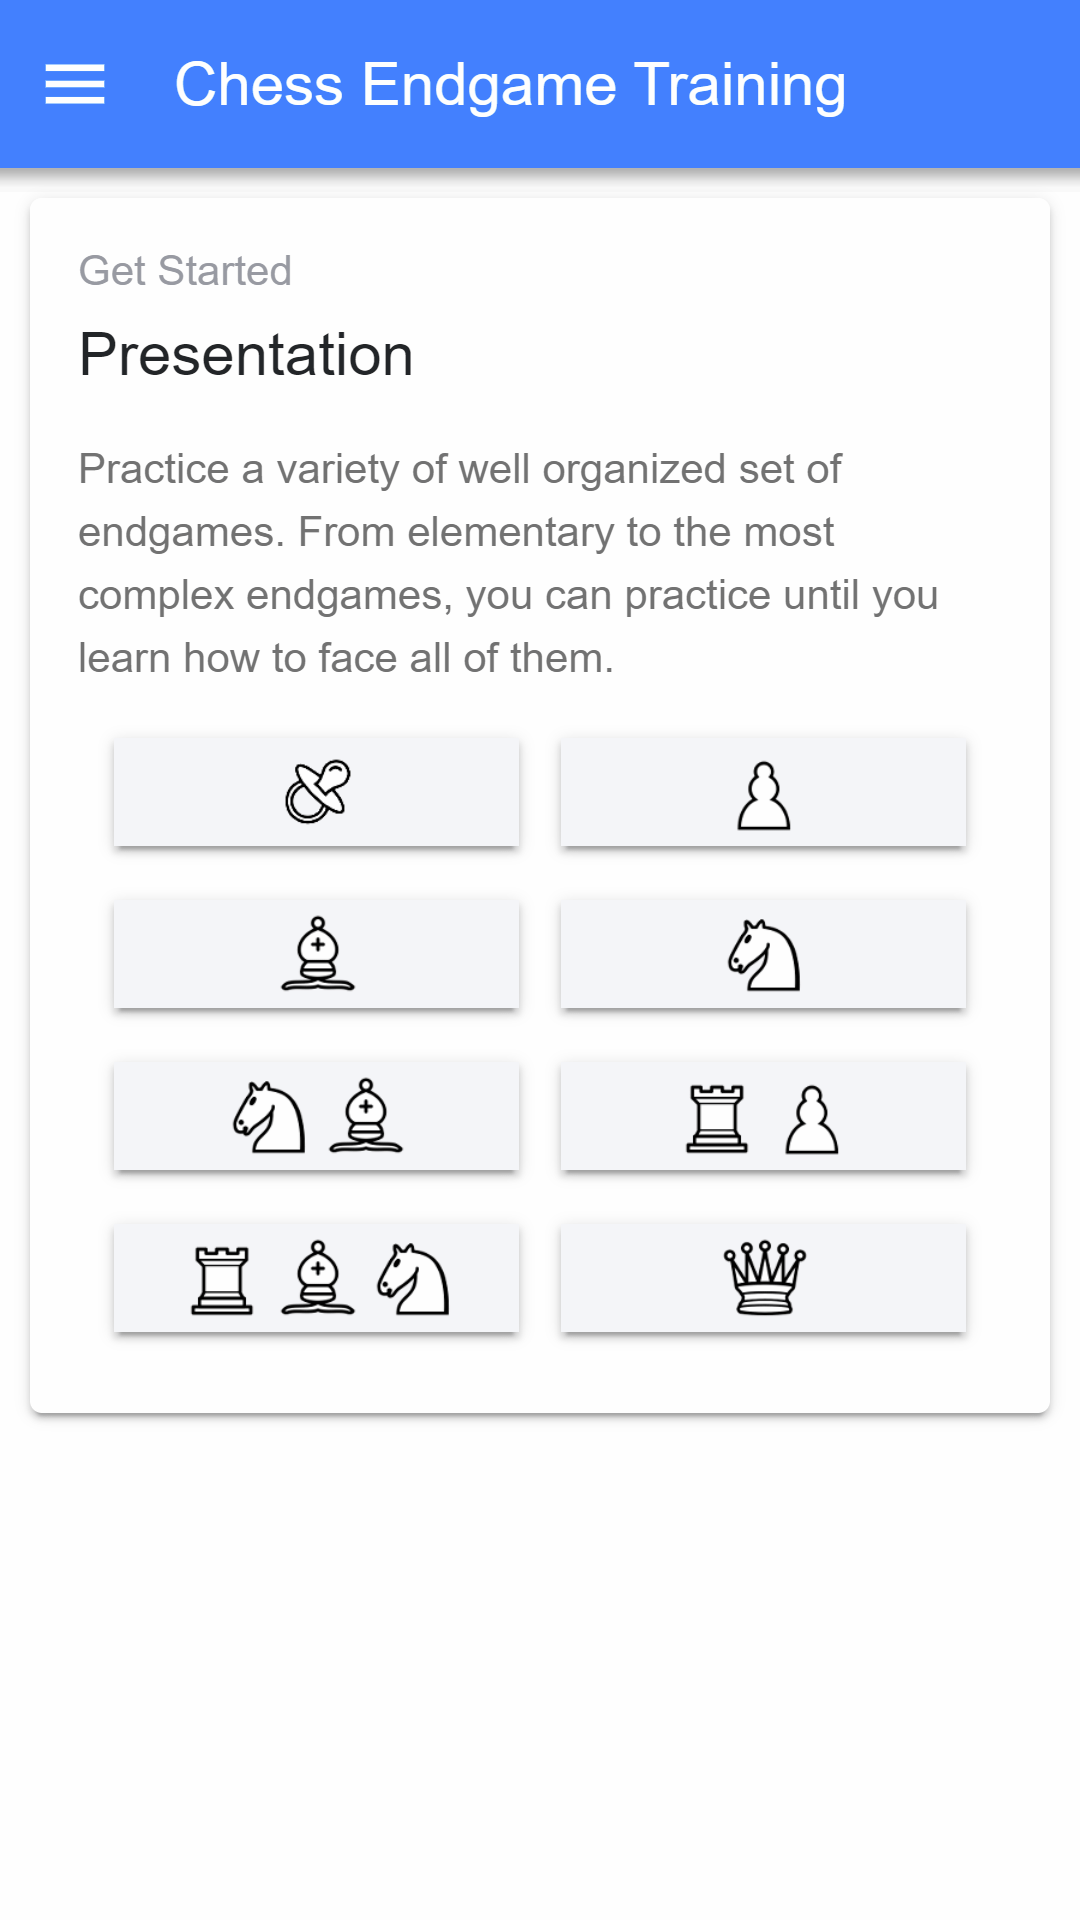 Chess Endgame Training
Get Started
Presentation
Practice a variety of well organized set of
endgames. From elementary to the most
complex endgames, you can practice until you
learn how to face all of them.